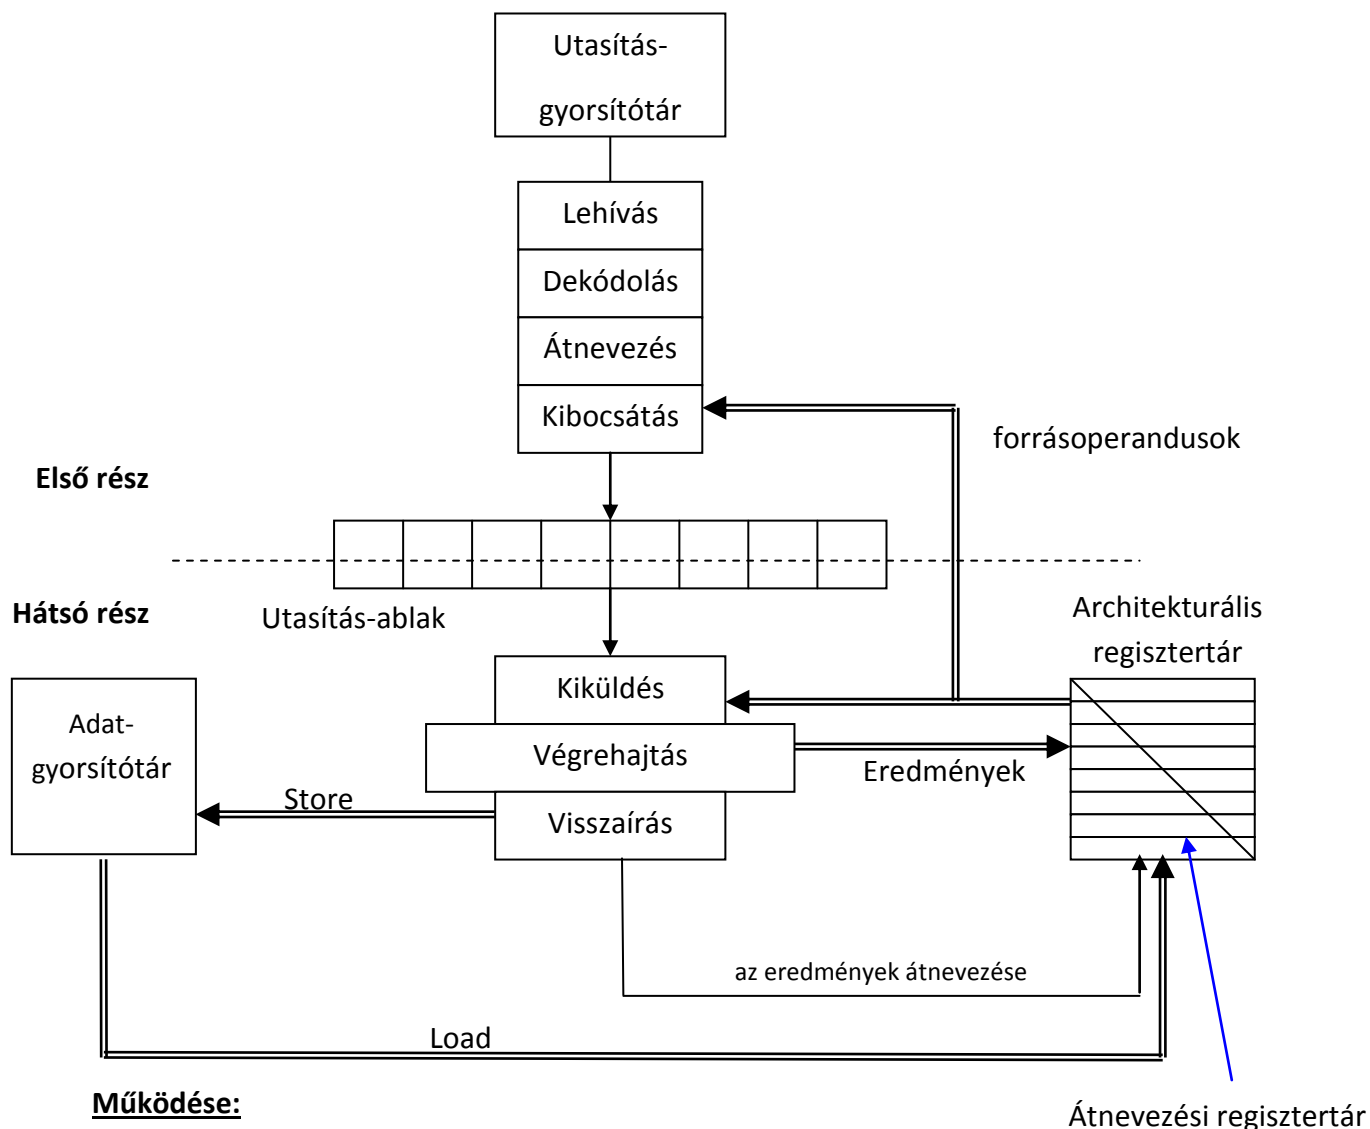 Utasítás-
gyorsítótár
Lehívás
Dekódolás
Átnevezés
Kibocsátás
forrásoperandusok
Első rész
Hátsó rész
Utasítás-ablak
Architekturális
regisztertár
Kiküldés
Adat-
gyorsítótár
Végrehajtás
Eredmények
Store
Visszaírás
az eredmények átnevezése
Load
Működése:
Átnevezési regisztertár